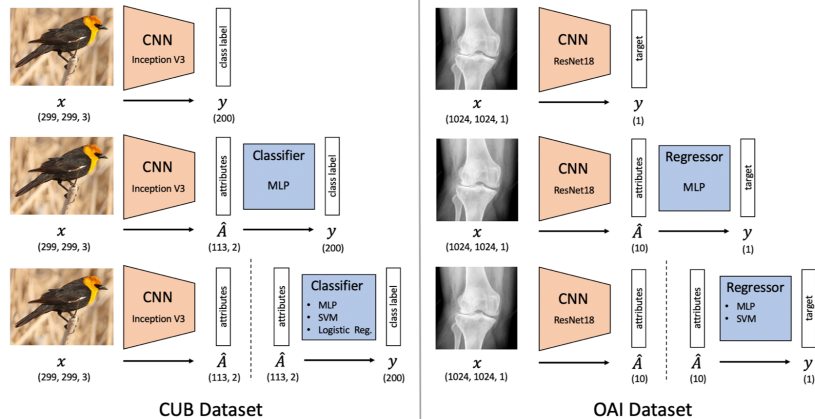 CNN
Inception V3
class label
x
(299, 299, 3)
y
(200)
CNN
Inception V3
attributes
Classifier
MLP
class label
x
(299, 299, 3)
Â
(113, 2)
y
(200)
CNN
Inception V3
attributes
attributes
Classifier
• MLP
• SVM
• Logistic Reg.
class label
x
(299, 299, 3)
Â
(113, 2)
Â
(113, 2)
y
(200)
CUB Dataset
CNN
ResNet18
target
x
(1024, 1024, 1)
y
(1)
CNN
ResNet18
attributes
Regressor
MLP
target
x
(1024, 1024, 1)
Â
(10)
y
(1)
CNN
ResNet18
attributes
attributes
Regressor
• MLP
• SVM
target
x
(1024, 1024, 1)
Â
(10)
Â
(10)
y
(1)
OAI Dataset